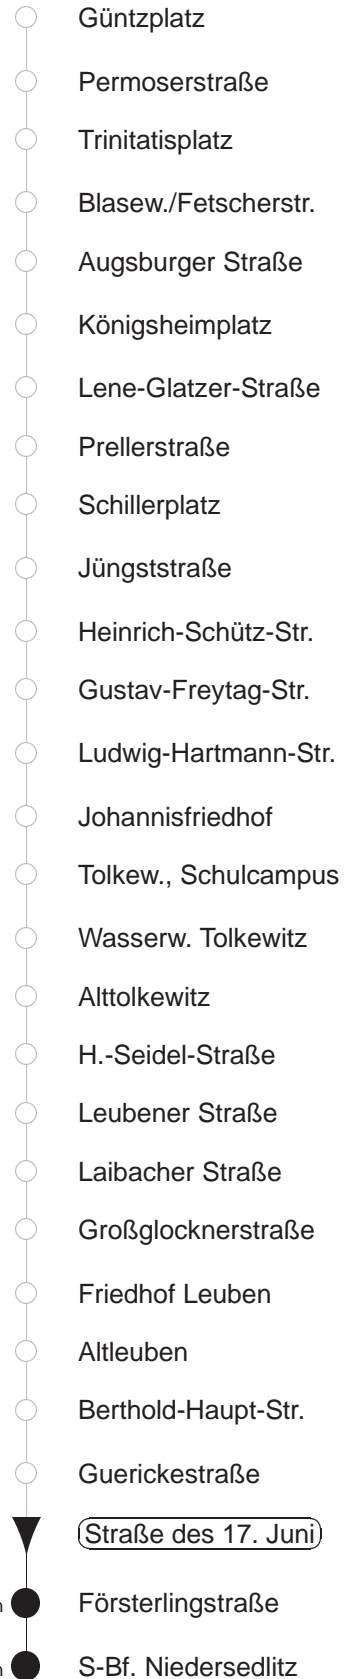 Güntzplatz
Permoserstraße
Trinitatisplatz
Blasew./Fetscherstr.
Augsburger Straße
Königsheimplatz
Lene-Glatzer-Straße
Prellerstraße
Schillerplatz
Jüngststraße
Heinrich-Schütz-Str.
Gustav-Freytag-Str.
Ludwig-Hartmann-Str.
Johannisfriedhof
Tolkew., Schulcampus
Wasserw. Tolkewitz
Alttolkewitz
H.-Seidel-Straße
Leubener Straße
Laibacher Straße
Großglocknerstraße
Friedhof Leuben
Altleuben
Berthold-Haupt-Str.
Guerickestraße
Straße des 17. Juni
Försterlingstraße
S-Bf. Niedersedlitz